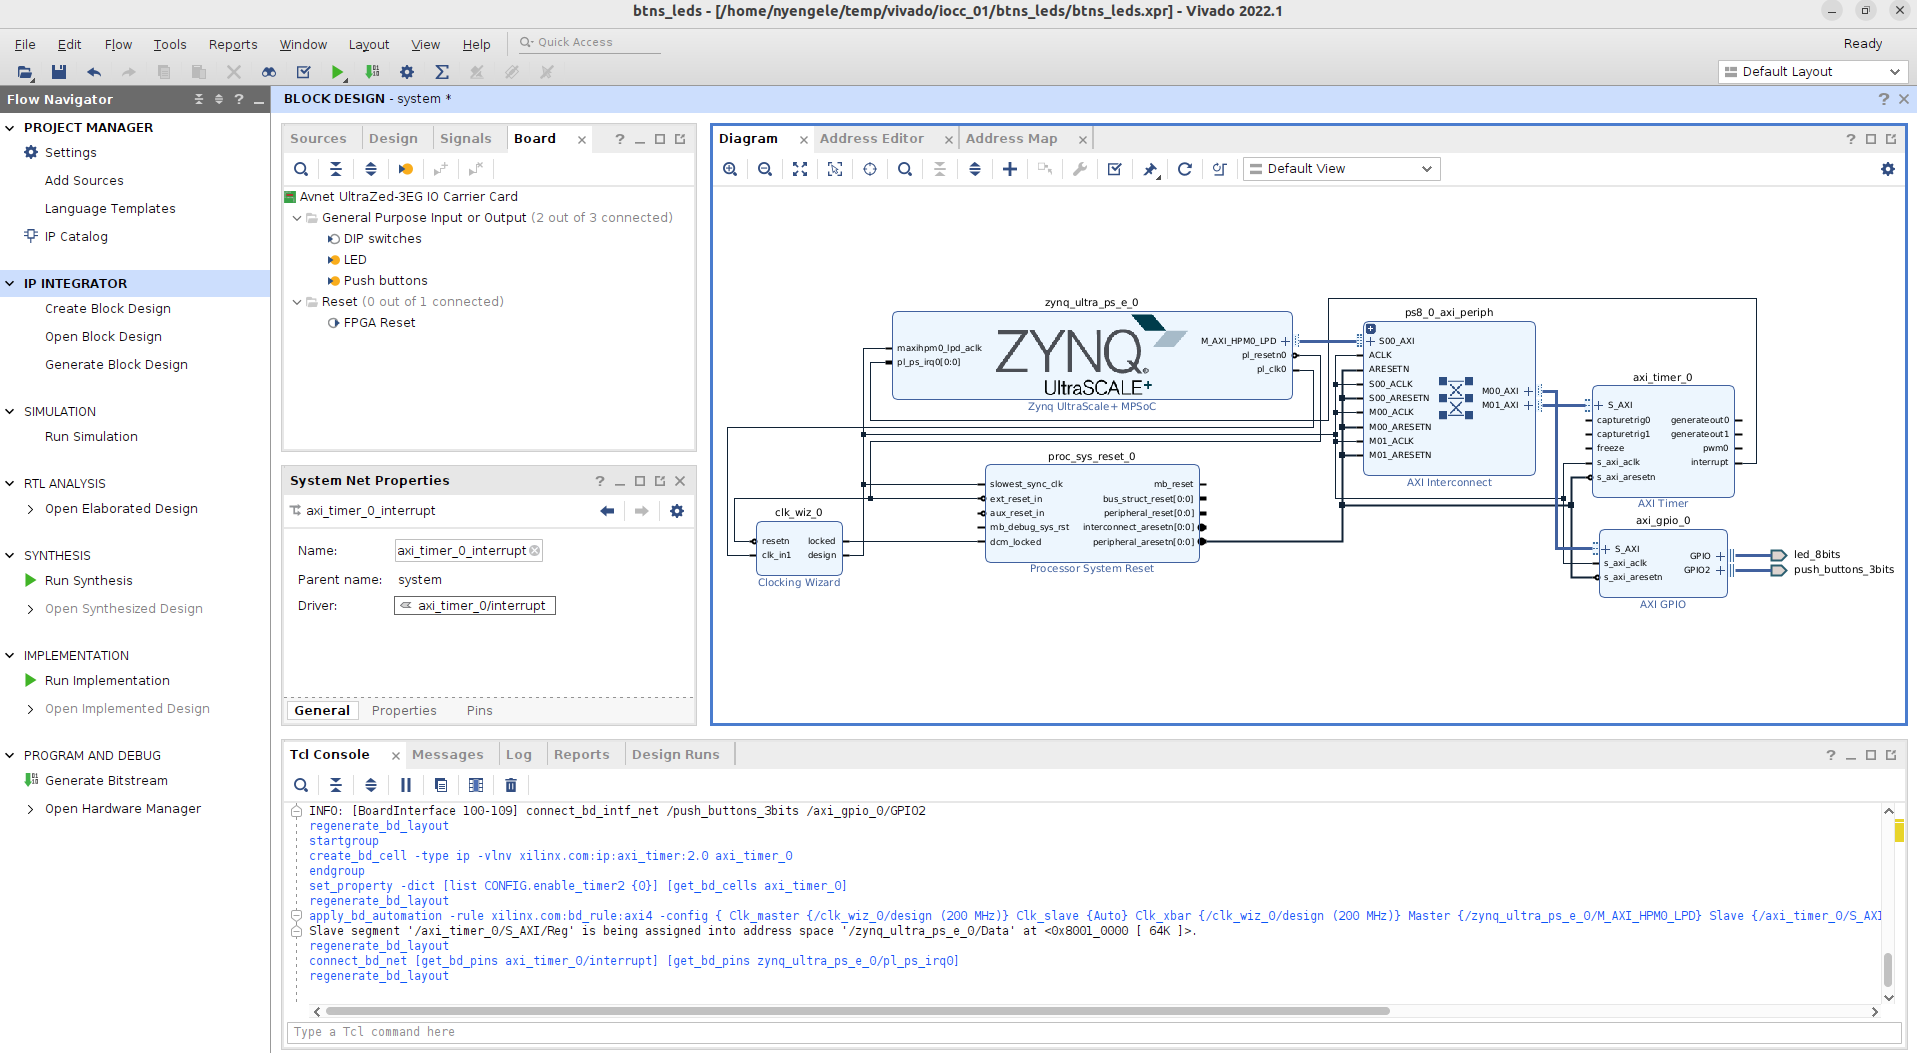 btns_leds - [/home/nyengele/temp/vivado/iocc_01/btns_leds/btns_leds.xpr] - Vivado 2022.1
File Edit Flow Tools Reports Window Layout View Help Quick Access Ready
Default Layout
Flow Navigator
PROJECT MANAGER
Settings
Add Sources
Language Templates
IP Catalog
IP INTEGRATOR
Create Block Design
Open Block Design
Generate Block Design
SIMULATION
Run Simulation
RTL ANALYSIS
Open Elaborated Design
SYNTHESIS
Run Synthesis
Open Synthesized Design
IMPLEMENTATION
Run Implementation
Open Implemented Design
PROGRAM AND DEBUG
Generate Bitstream
Open Hardware Manager
BLOCK DESIGN - system *
Sources Design Signals Board
Avnet UltraZed-3EG IO Carrier Card
General Purpose Input or Output (2 out of 3 connected)
DIP switches
LED
Push buttons
Reset (0 out of 1 connected)
FPGA Reset
System Net Properties
axi_timer_0_interrupt
Name: axi_timer_0_interrupt
Parent name: system
Driver: axi_timer_0/interrupt
General Properties Pins
Diagram Address Editor Address Map
Default View
zynq_ultra_ps_e_0
maxihpm0_lpd_aclk
pl_ps_irq0[0:0]
ZYNQ
UltraSCALE+
M_AXI_HPM0_LPD
pl_resetn0
pl_clk0
Zynq UltraScale+ MPSoC
ps8_0_axi_periph
S00_AXI
ACLK
ARESETN
S00_ACLK
S00_ARESETN
M00_ACLK
M00_ARESETN
M01_ACLK
M01_ARESETN
M00_AXI
M01_AXI
AXI Interconnect
axi_timer_0
S_AXI
capturetrig0
capturetrig1
freeze
s_axi_aclk
s_axi_aresetn
generateout0
generateout1
pwm0
interrupt
AXI Timer
proc_sys_reset_0
slowest_sync_clk
ext_reset_in
aux_reset_in
mb_debug_sys_rst
dcm_locked
mb_reset
bus_struct_reset[0:0]
peripheral_reset[0:0]
interconnect_aresetn[0:0]
peripheral_aresetn[0:0]
Processor System Reset
clk_wiz_0
resetn
clk_in1
locked
design
Clocking Wizard
axi_gpio_0
S_AXI
s_axi_aclk
s_axi_aresetn
GPIO
GPIO2
AXI GPIO
led_8bits
push_buttons_3bits
Tcl Console Messages Log Reports Design Runs
INFO: [BoardInterface 100-109] connect_bd_intf_net /push_buttons_3bits /axi_gpio_0/GPIO2
regenerate_bd_layout
startgroup
create_bd_cell -type ip -vlnv xilinx.com:ip:axi_timer:2.0 axi_timer_0
endgroup
set_property -dict [list CONFIG.enable_timer2 {0}] [get_bd_cells axi_timer_0]
regenerate_bd_layout
apply_bd_automation -rule xilinx.com:bd_rule:axi4 -config { Clk_master {/clk_wiz_0/design (200 MHz)} Clk_slave {Auto} Clk_xbar {/clk_wiz_0/design (200 MHz)} Master {/zynq_ultra_ps_e_0/M_AXI_HPM0_LPD} Slave {/axi_timer_0/S_AXI
Slave segment '/axi_timer_0/S_AXI/Reg' is being assigned into address space '/zynq_ultra_ps_e_0/Data' at <0x8001_0000 [ 64K ]>.
regenerate_bd_layout
connect_bd_net [get_bd_pins axi_timer_0/interrupt] [get_bd_pins zynq_ultra_ps_e_0/pl_ps_irq0]
regenerate_bd_layout
Type a Tcl command here